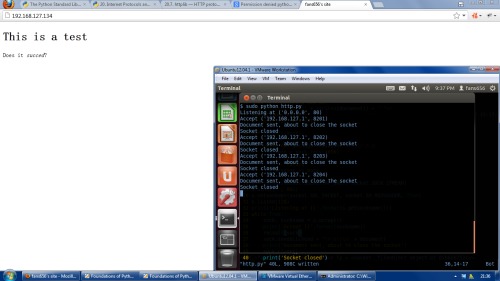 The Python Standard Lib
20. Internet Protocols an
20.7. httplib — HTTP proto
Permission denied pytho
fans656's site
192.168.127.134
This is a test
Does it succed?
Ubuntu12.04.1 - VMware Workstation
File Edit View VM Team Windows Help
Terminal
9:37 PM
fans656
Terminal
$ sudo python http.py
Listening at ('0.0.0.0', 80)
Accept ('192.168.127.1', 8201)
Document sent, about to close the socket
Socket closed
Accept ('192.168.127.1', 8202)
Document sent, about to close the socket
Socket closed
Accept ('192.168.127.1', 8203)
Document sent, about to close the socket
Socket closed
Accept ('192.168.127.1', 8204)
Document sent, about to close the socket
Socket closed
40 print('Socket closed')
"http.py" 40L, 908C written
36,14-17 Bot
fans656's site - Mozill...
Foundations of Pyth...
Foundations of Pyth...
Ubuntu12.04.1 - VM...
VMware Virtual Ether...
Administrator: C:\Wi...
21:36